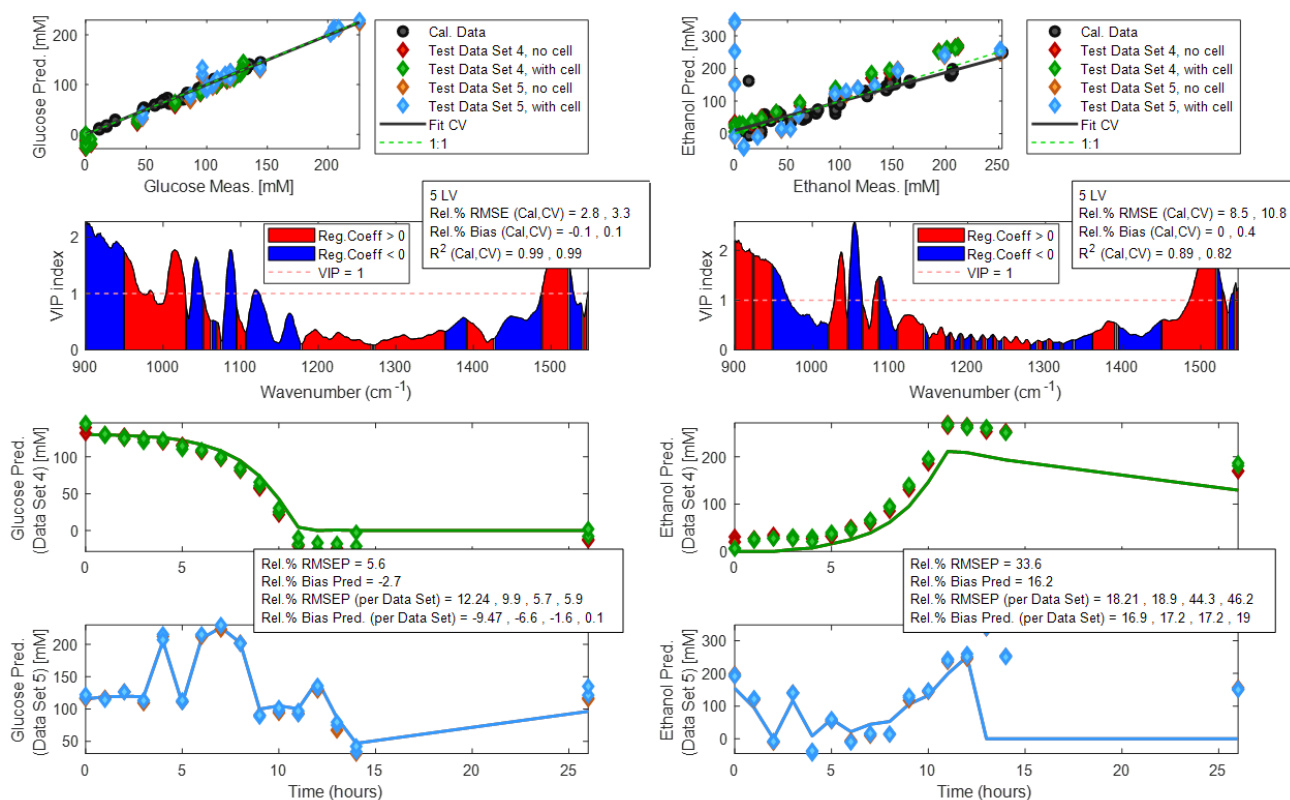 Glucose Pred. [mM]
200
100
0
0
50
100
150
200
Glucose Meas. [mM]
Cal. Data
Test Data Set 4, no cell
Test Data Set 4, with cell
Test Data Set 5, no cell
Test Data Set 5, with cell
Fit CV
1:1
Ethanol Pred. [mM]
300
200
100
0
0
50
100
150
200
250
Ethanol Meas. [mM]
Cal. Data
Test Data Set 4, no cell
Test Data Set 4, with cell
Test Data Set 5, no cell
Test Data Set 5, with cell
Fit CV
1:1
5 LV
Rel.% RMSE (Cal,CV) = 2.8 , 3.3
Rel.% Bias (Cal,CV) = -0.1 , 0.1
R² (Cal,CV) = 0.99 , 0.99
VIP index
2
1
0
Reg.Coeff > 0
Reg.Coeff < 0
VIP = 1
900
1000
1100
1200
1300
1400
1500
Wavenumber (cm⁻¹)
5 LV
Rel.% RMSE (Cal,CV) = 8.5 , 10.8
Rel.% Bias (Cal,CV) = 0 , 0.4
R² (Cal,CV) = 0.89 , 0.82
VIP index
2
1
0
Reg.Coeff > 0
Reg.Coeff < 0
VIP = 1
900
1000
1100
1200
1300
1400
1500
Wavenumber (cm⁻¹)
Glucose Pred.
(Data Set 4) [mM]
100
50
0
0
5
15
20
25
Ethanol Pred.
(Data Set 4) [mM]
200
100
0
0
5
15
20
25
Rel.% RMSEP = 5.6
Rel.% Bias Pred = -2.7
Rel.% RMSEP (per Data Set) = 12.24 , 9.9 , 5.7 , 5.9
Rel.% Bias Pred. (per Data Set) = -9.47 , -6.6 , -1.6 , 0.1
Rel.% RMSEP = 33.6
Rel.% Bias Pred = 16.2
Rel.% RMSEP (per Data Set) = 18.21 , 18.9 , 44.3 , 46.2
Rel.% Bias Pred. (per Data Set) = 16.9 , 17.2 , 17.2 , 19
Glucose Pred.
(Data Set 5) [mM]
200
150
100
50
0
5
10
15
20
25
Time (hours)
Ethanol Pred.
(Data Set 5) [mM]
300
200
100
0
0
5
10
15
20
25
Time (hours)